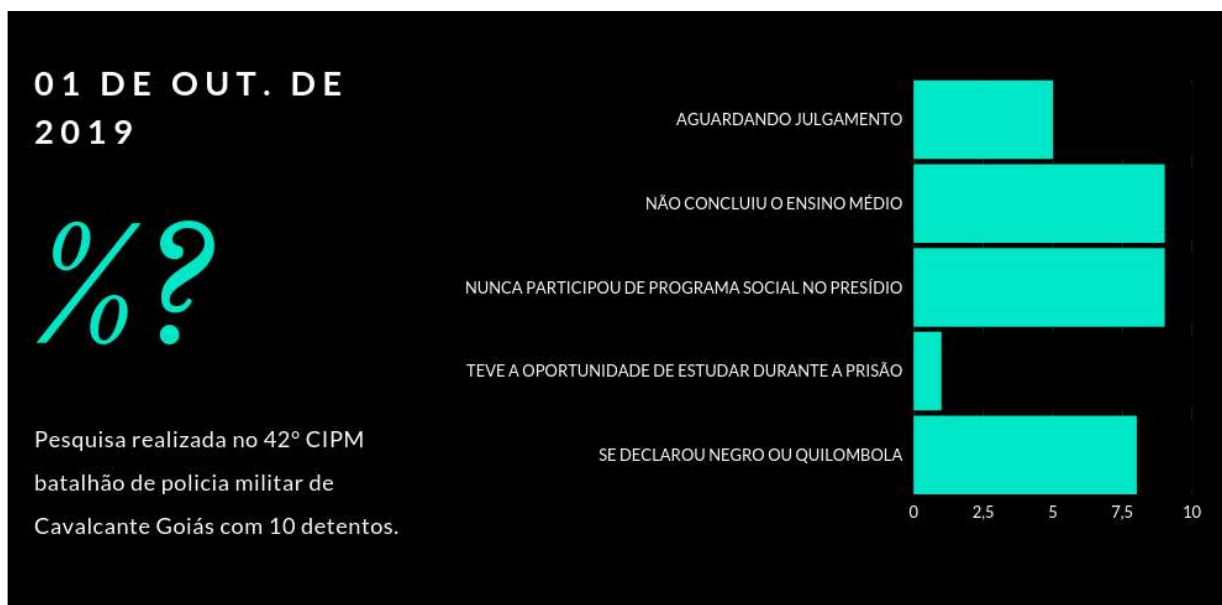 01 DE OUT. DE
2019
%?
Pesquisa realizada no 42° CIPM
batalhão de policia militar de
Cavalcante Goiás com 10 detentos.
AGUARDANDO JULGAMENTO
NÃO CONCLUIU O ENSINO MÉDIO
NUNCA PARTICIPOU DE PROGRAMA SOCIAL NO PRESÍDIO
TEVE A OPORTUNIDADE DE ESTUDAR DURANTE A PRISÃO
SE DECLAROU NEGRO OU QUILOMBOLA
0 2,5 5 7,5 10